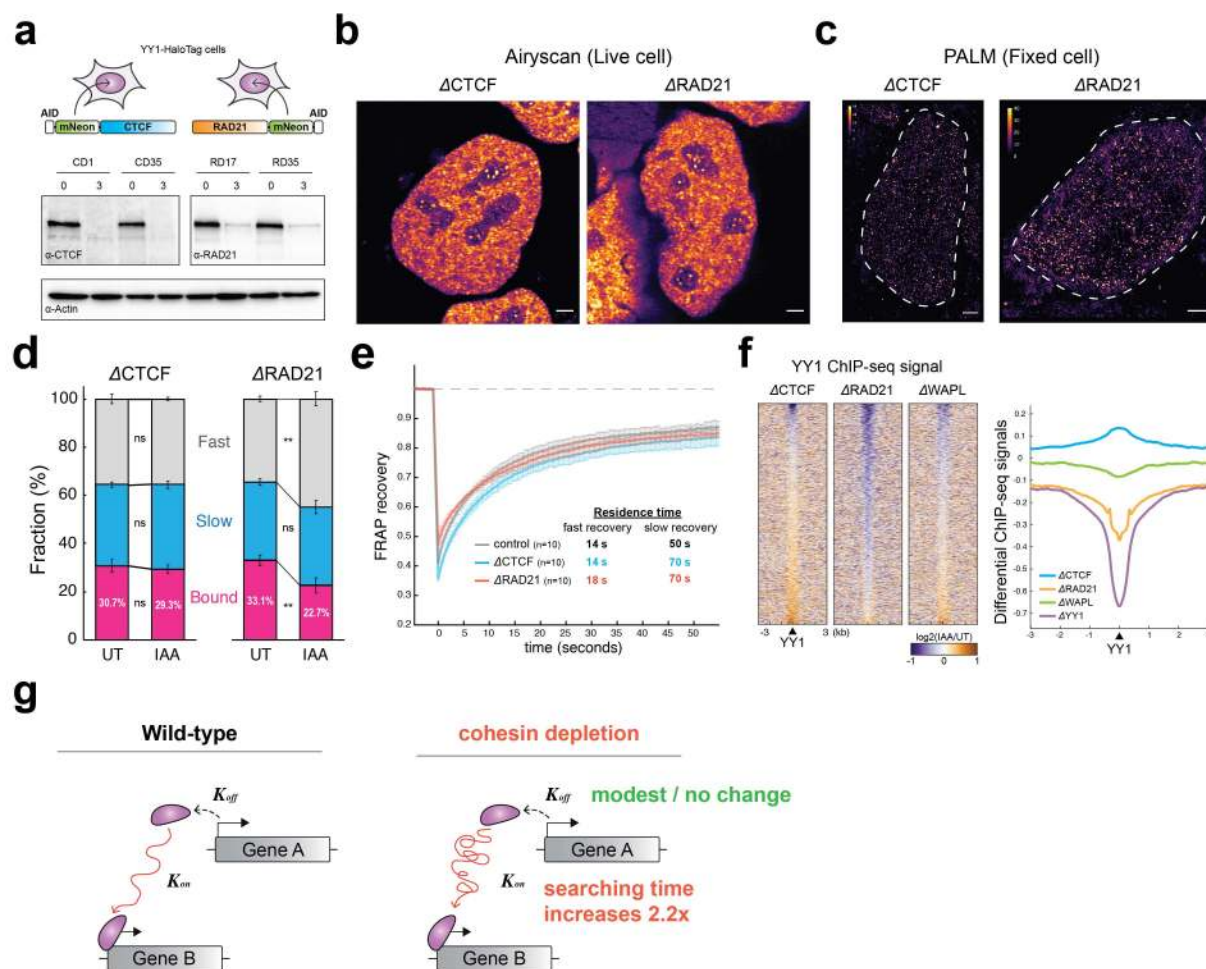 a
YY1-HaloTag cells
AID
mNeon
CTCF
RAD21
mNeon
AID
CD1
CD35
RD17
RD35
0 3 0 3 0 3 0 3
α-CTCF
α-RAD21
α-Actin
b
Airyscan (Live cell)
ΔCTCF
ΔRAD21
c
PALM (Fixed cell)
ΔCTCF
ΔRAD21
d
ΔCTCF
ΔRAD21
Fraction (%)
100
80
60
40
20
0
ns
ns
ns
Fast
Slow
Bound
**
ns
**
30.7%
29.3%
33.1%
22.7%
UT IAA UT IAA
e
FRAP recovery
0.9
0.8
0.7
0.6
0.5
0.4
0.3
Residence time
fast recovery slow recovery
control (n=10) 14 s 50 s
ΔCTCF (n=10) 14 s 70 s
ΔRAD21 (n=10) 18 s 70 s
0 5 10 15 20 25 30 35 40 45 50
time (seconds)
f
YY1 ChIP-seq signal
ΔCTCF ΔRAD21 ΔWAPL
-3 3 (kb)
YY1
log2(IAA/UT)
-1 1
Differential ChIP-seq signals
0.2
0.1
0
-0.1
-0.2
-0.3
-0.4
-0.5
-0.6
-0.7
ΔCTCF
ΔRAD21
ΔWAPL
ΔYY1
-3 -1 0 1 3
YY1
g
Wild-type
Koff
Gene A
Kon
Gene B
cohesin depletion
Koff
modest / no change
Gene A
Kon
searching time
increases 2.2x
Gene B